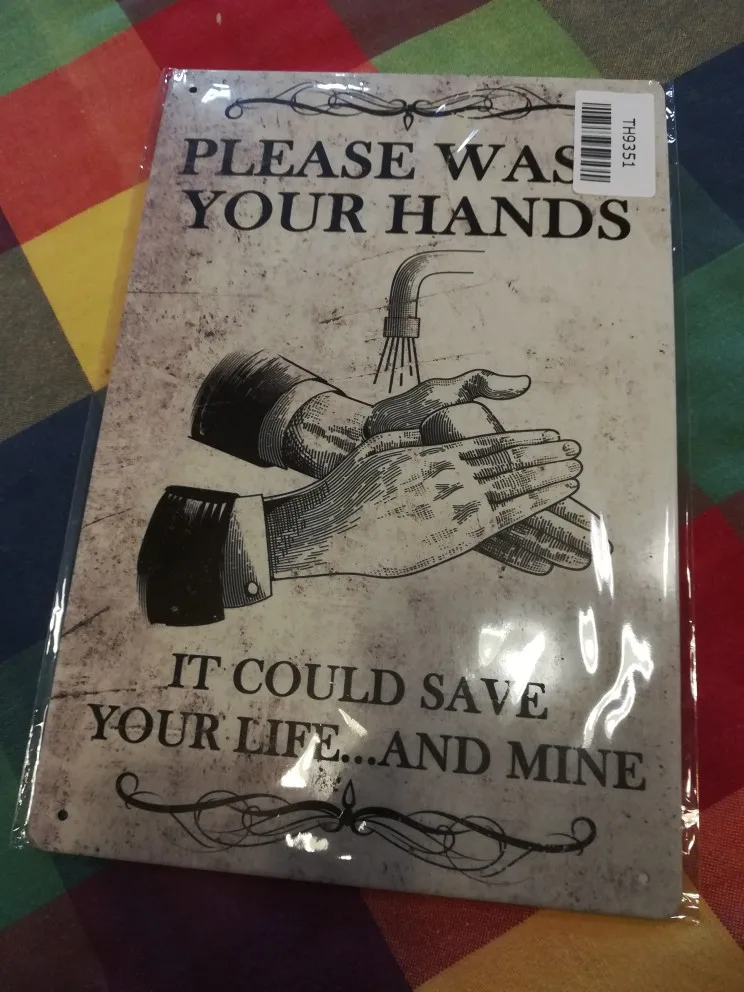 PLEASE WAS
YOUR HANDS
TH9351
IT COULD SAVE
YOUR LIFE...AND MINE